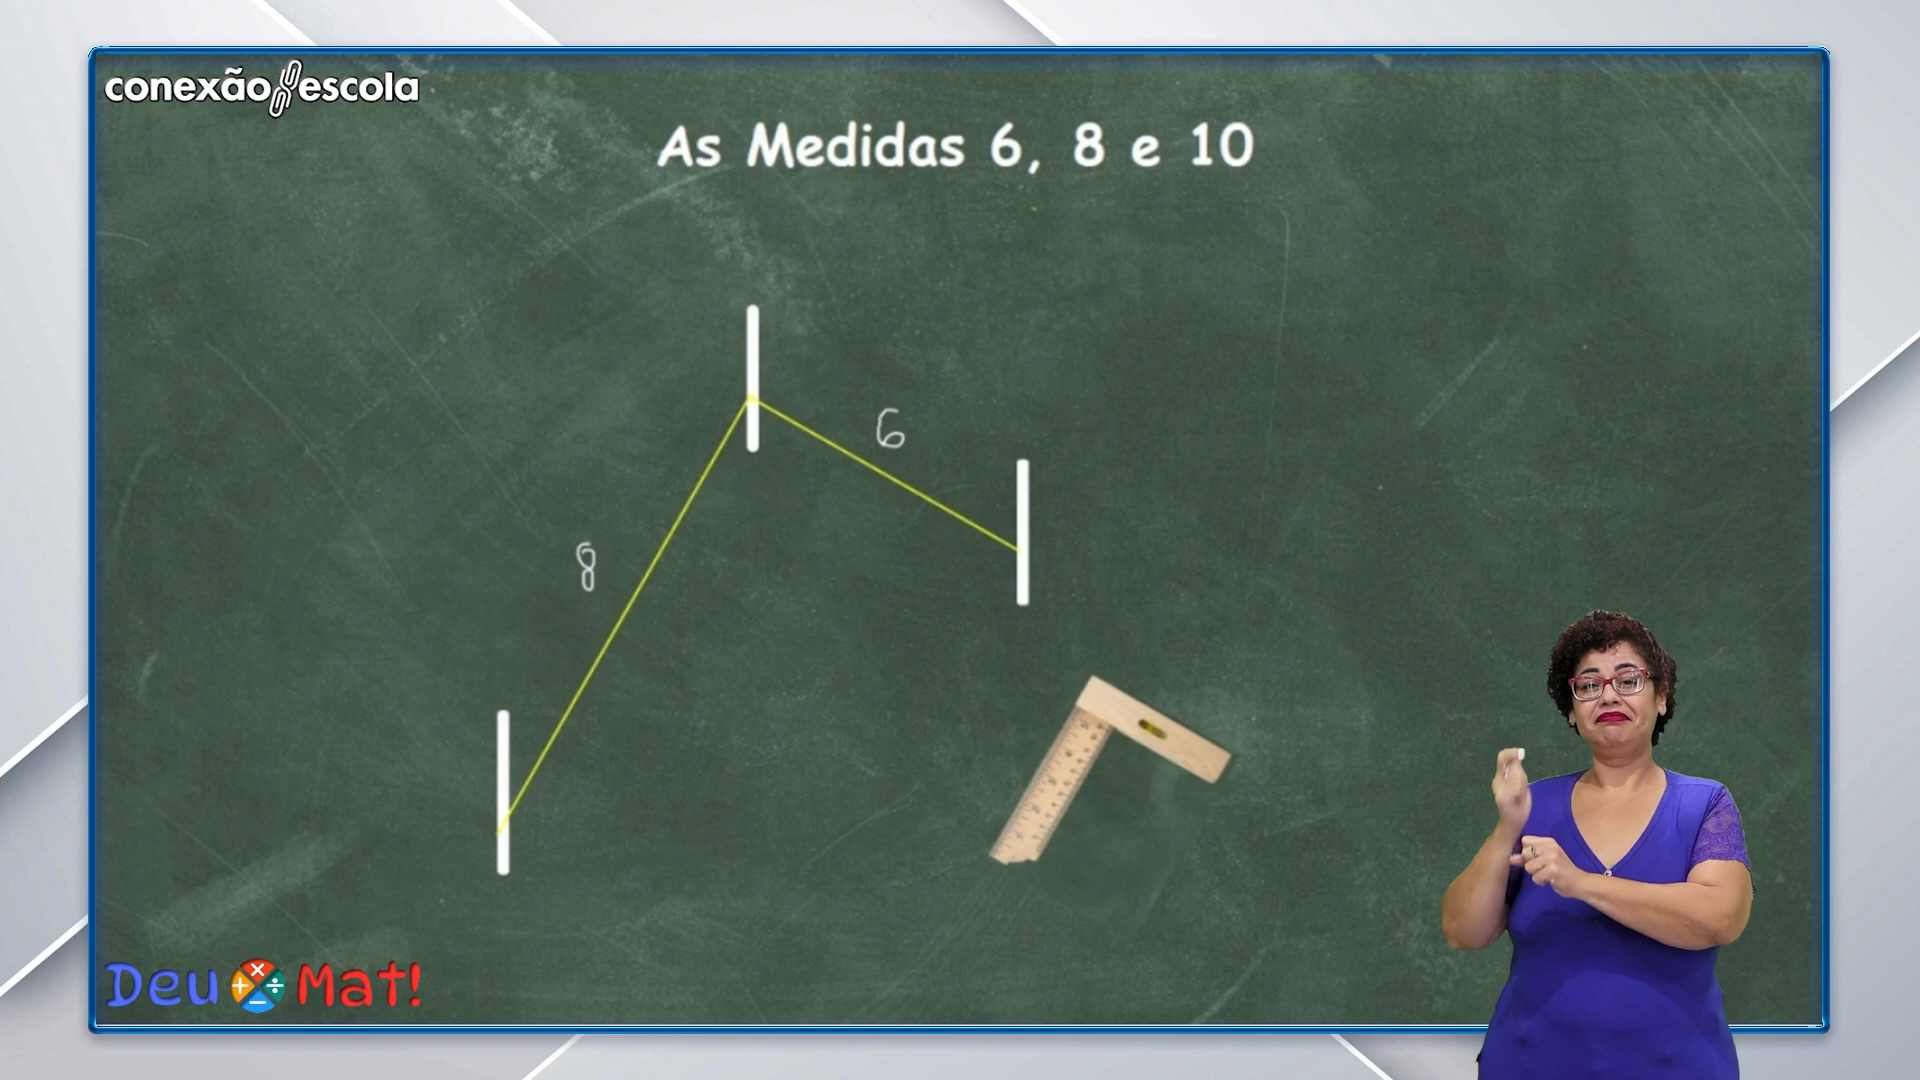 conexão escola
As Medidas 6, 8 e 10
6
8
Deu Mat!